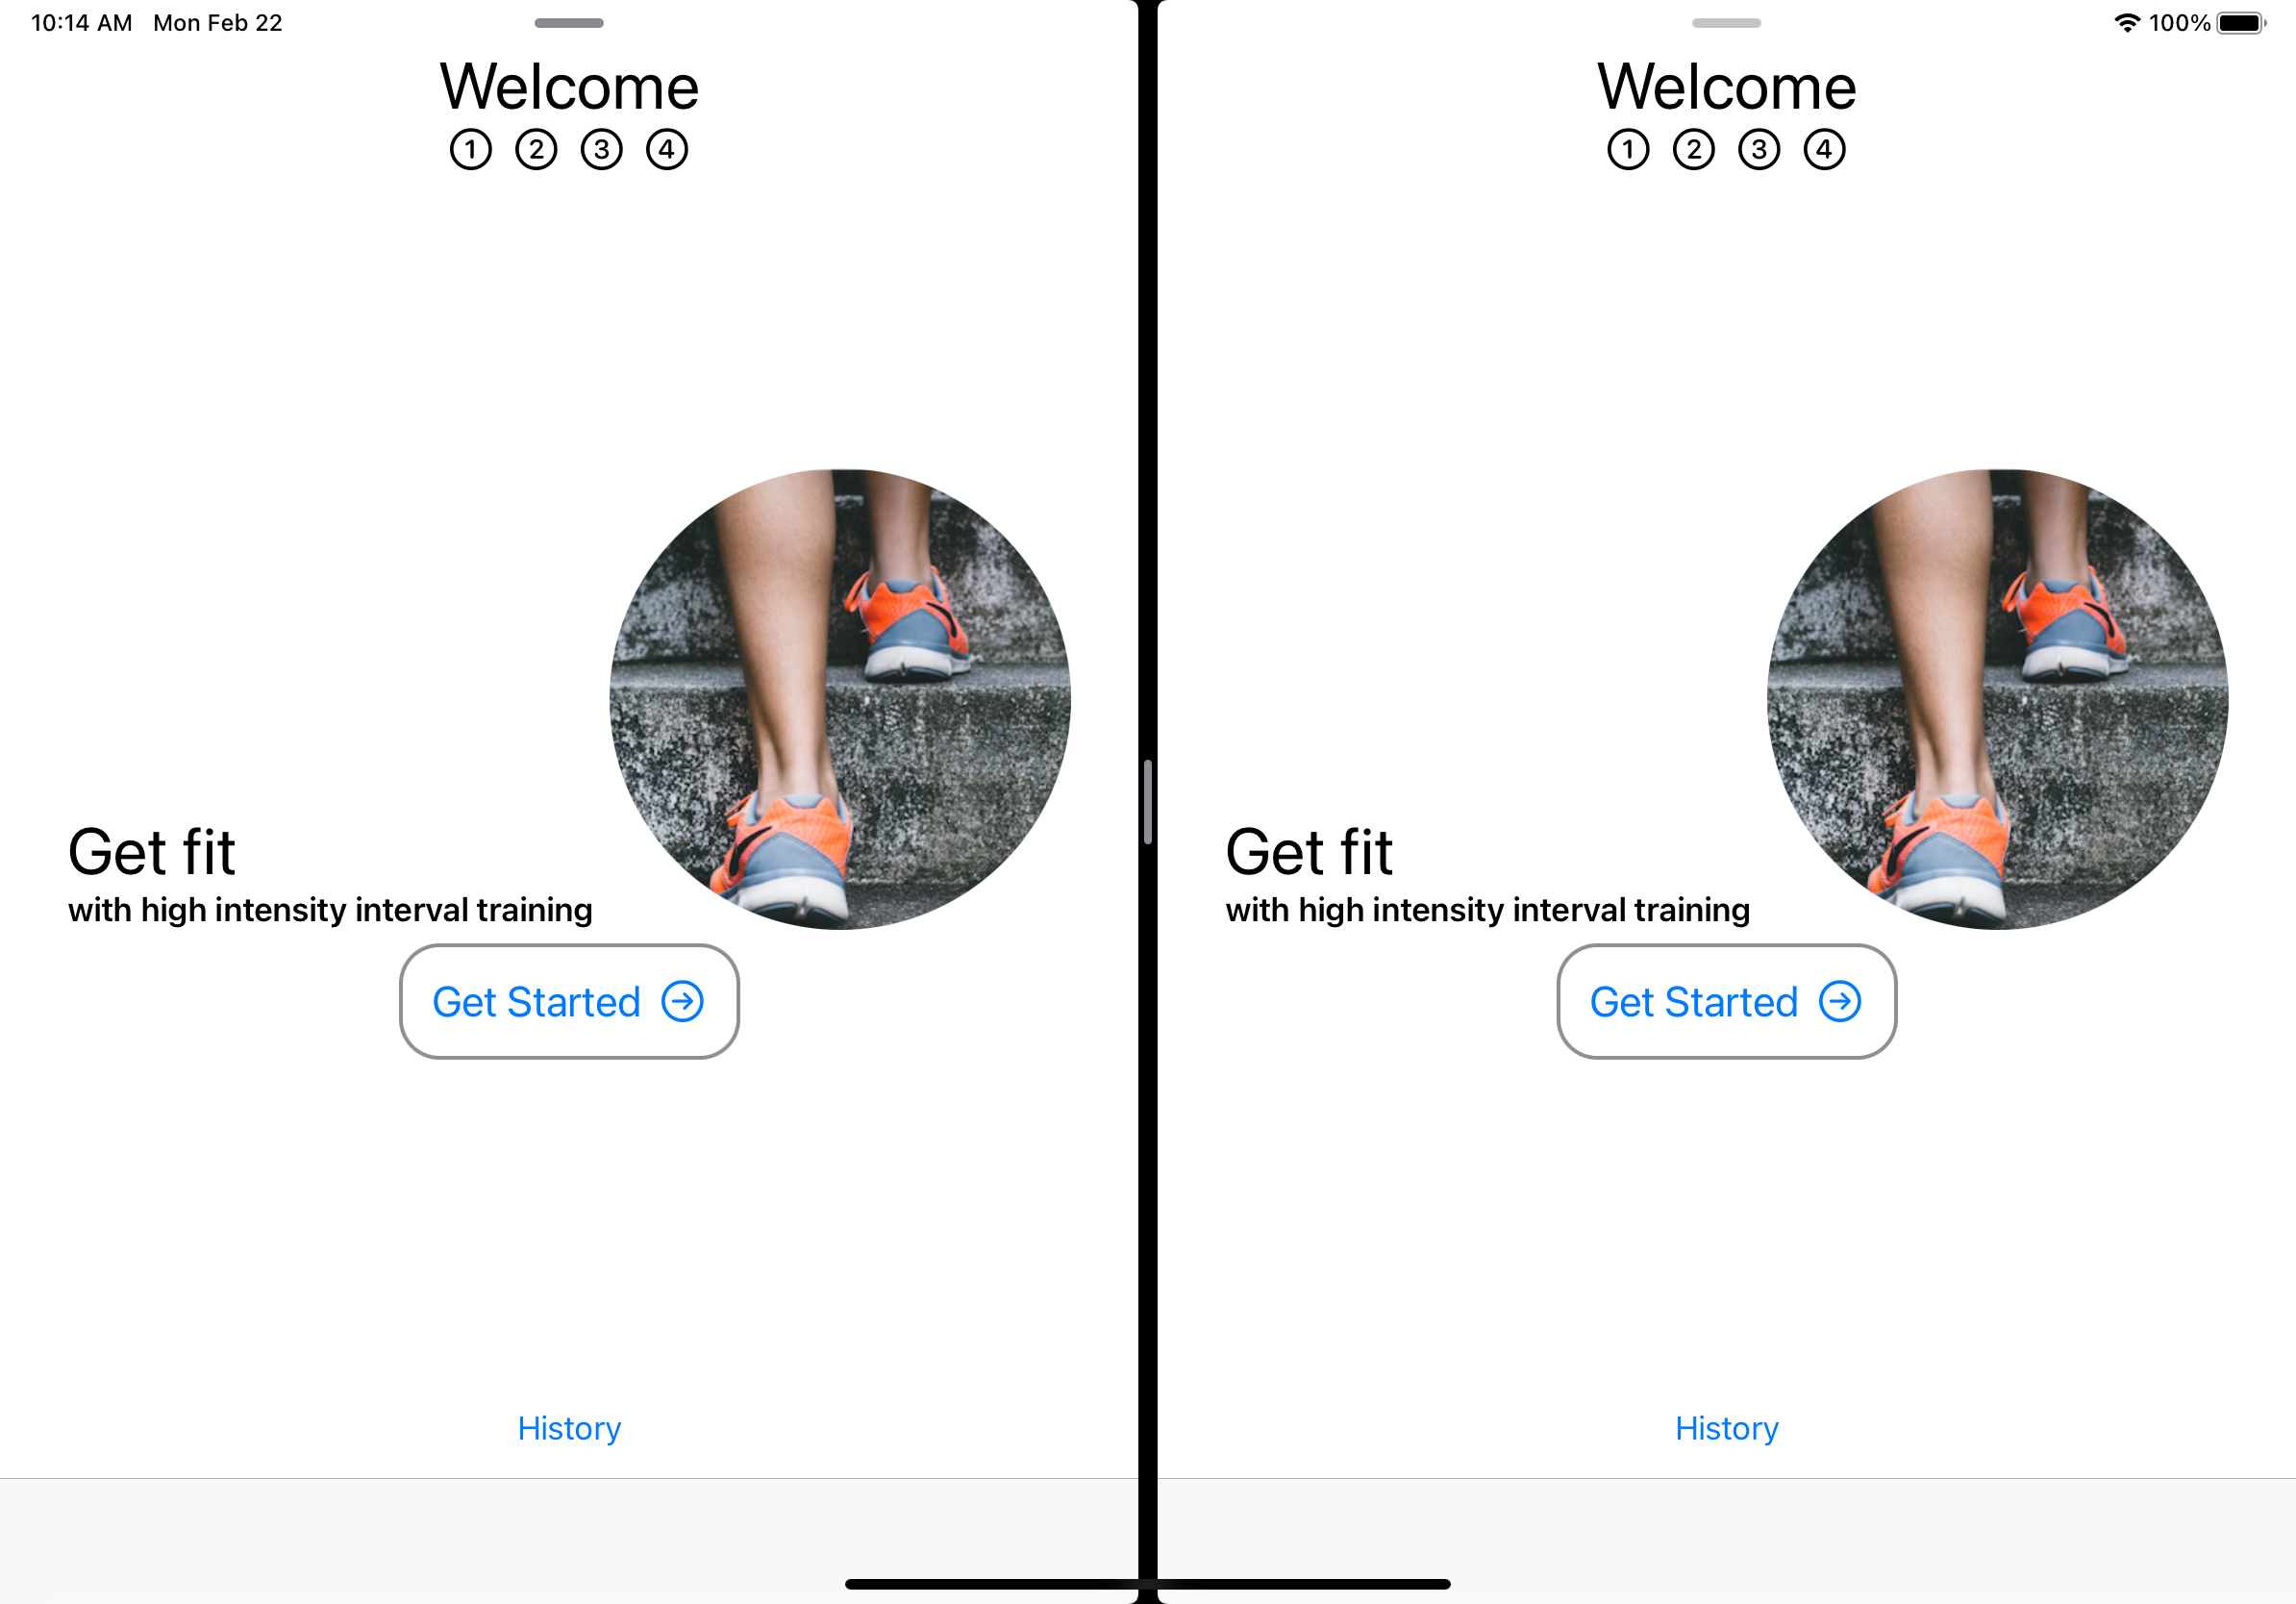 10:14 AM Mon Feb 22
100%
Welcome
1 2 3 4
Get fit
with high intensity interval training
Get Started
History
Welcome
1 2 3 4
Get fit
with high intensity interval training
Get Started
History